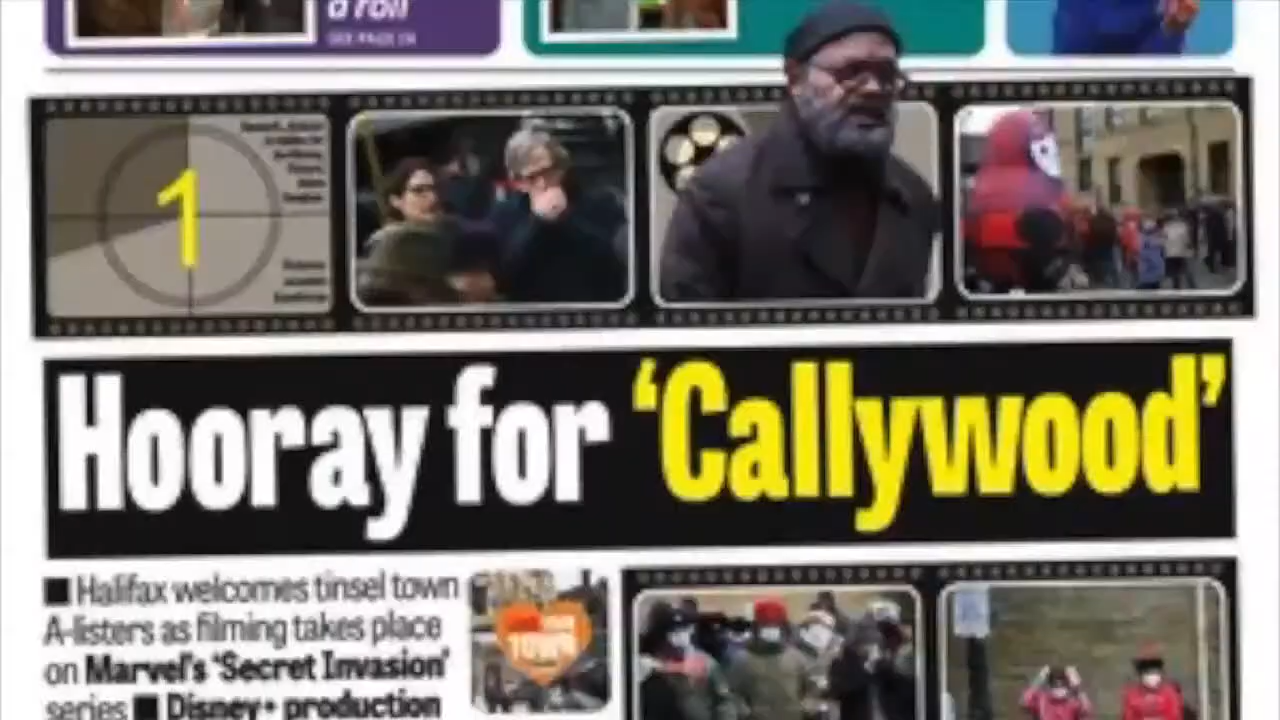 a roll
1
Hooray for ‘Callywood’
■ Halifax welcomes tinsel town
A-listers as filming takes place
on Marvel's ‘Secret Invasion’
series ■ Disney+ production
TOWN